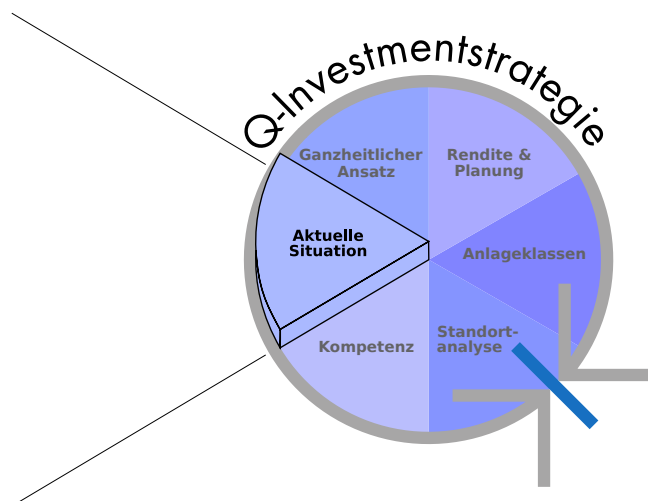 Q-Investmentstrategie
Ganzheitlicher
Ansatz
Rendite &
Planung
Aktuelle
Situation
Anlageklassen
Kompetenz
Standort-
analyse